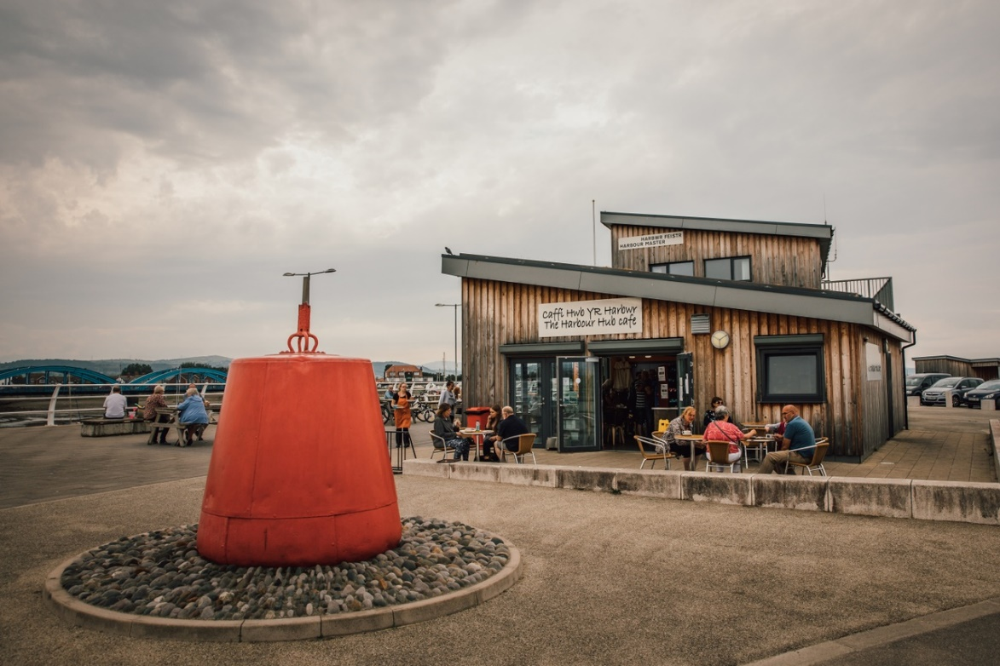 HARBWR FEISTR
HARBOUR MASTER
Caffi Hwb YR Harbwr
The Harbour Hub cafe